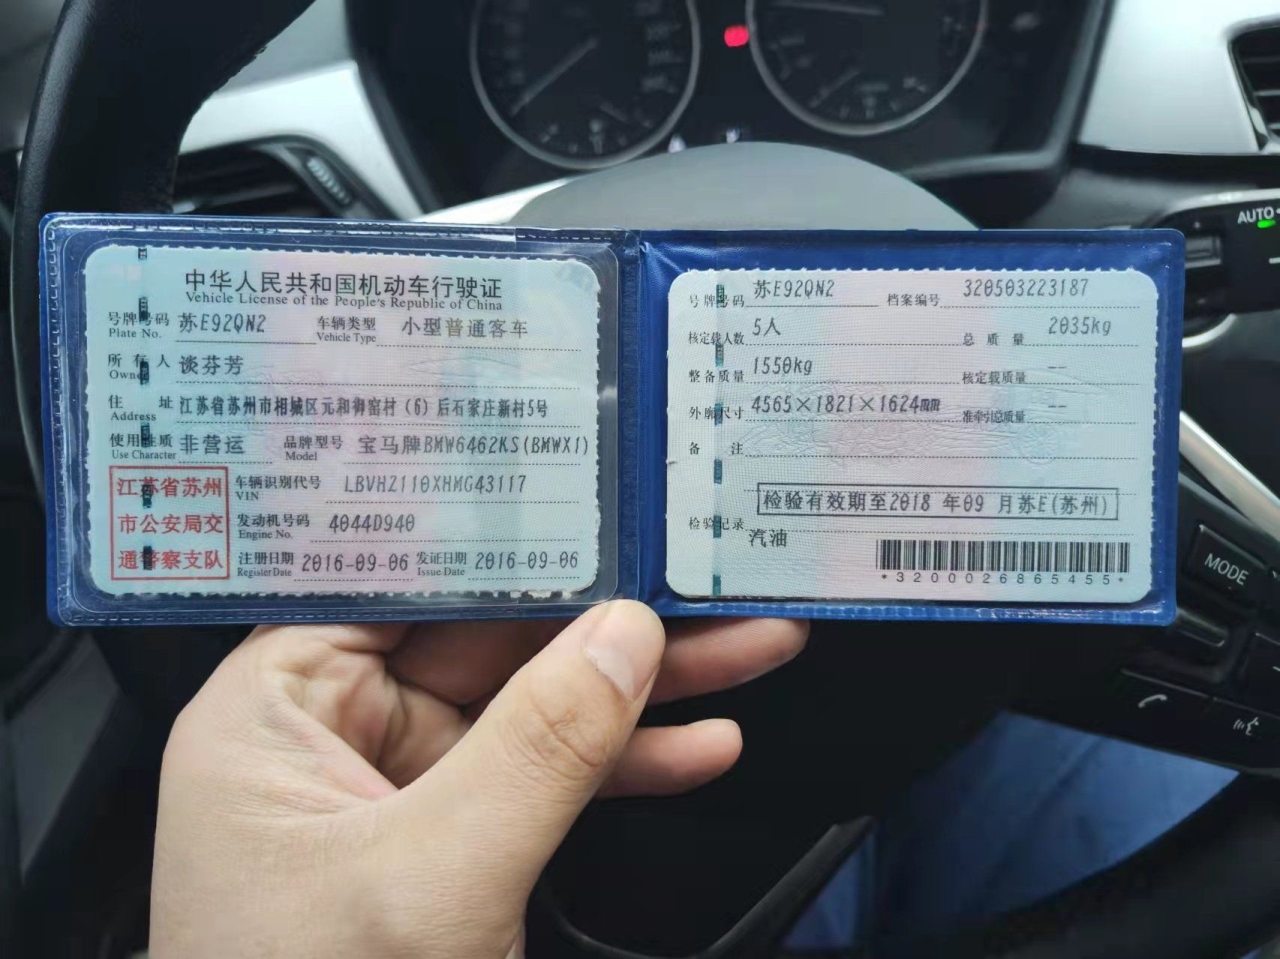 中华人民共和国机动车行驶证
Vehicle License of the People's Republic of China
号牌号码 苏E92QN2 车辆类型 小型普通客车
Plate No. Vehicle Type
所有人 谈芬芳
Owner
住址 江苏省苏州市相城区元和御窑村(6)后石家庄新村5号
Address
使用性质 非营运 品牌型号 宝马牌BMW6462KS(BMWX1)
Use Character Model
江苏省苏州
市公安局交
通警察支队
车辆识别代号 LBVHZ110XHMG43117
VIN
发动机号码 4044D940
Engine No.
注册日期 2016-09-06 发证日期 2016-09-06
Register Date Issue Date
号牌号码 苏E92QN2 档案编号 320503223187
核定载人数 5人 总质量 2035kg
整备质量 1550kg 核定载质量 --
外廓尺寸 4565×1821×1624mm 准牵引总质量 --
备注
检验有效期至2018 年09 月苏E(苏州)
检验记录
汽油
*3200026865455*
AUTO
MODE